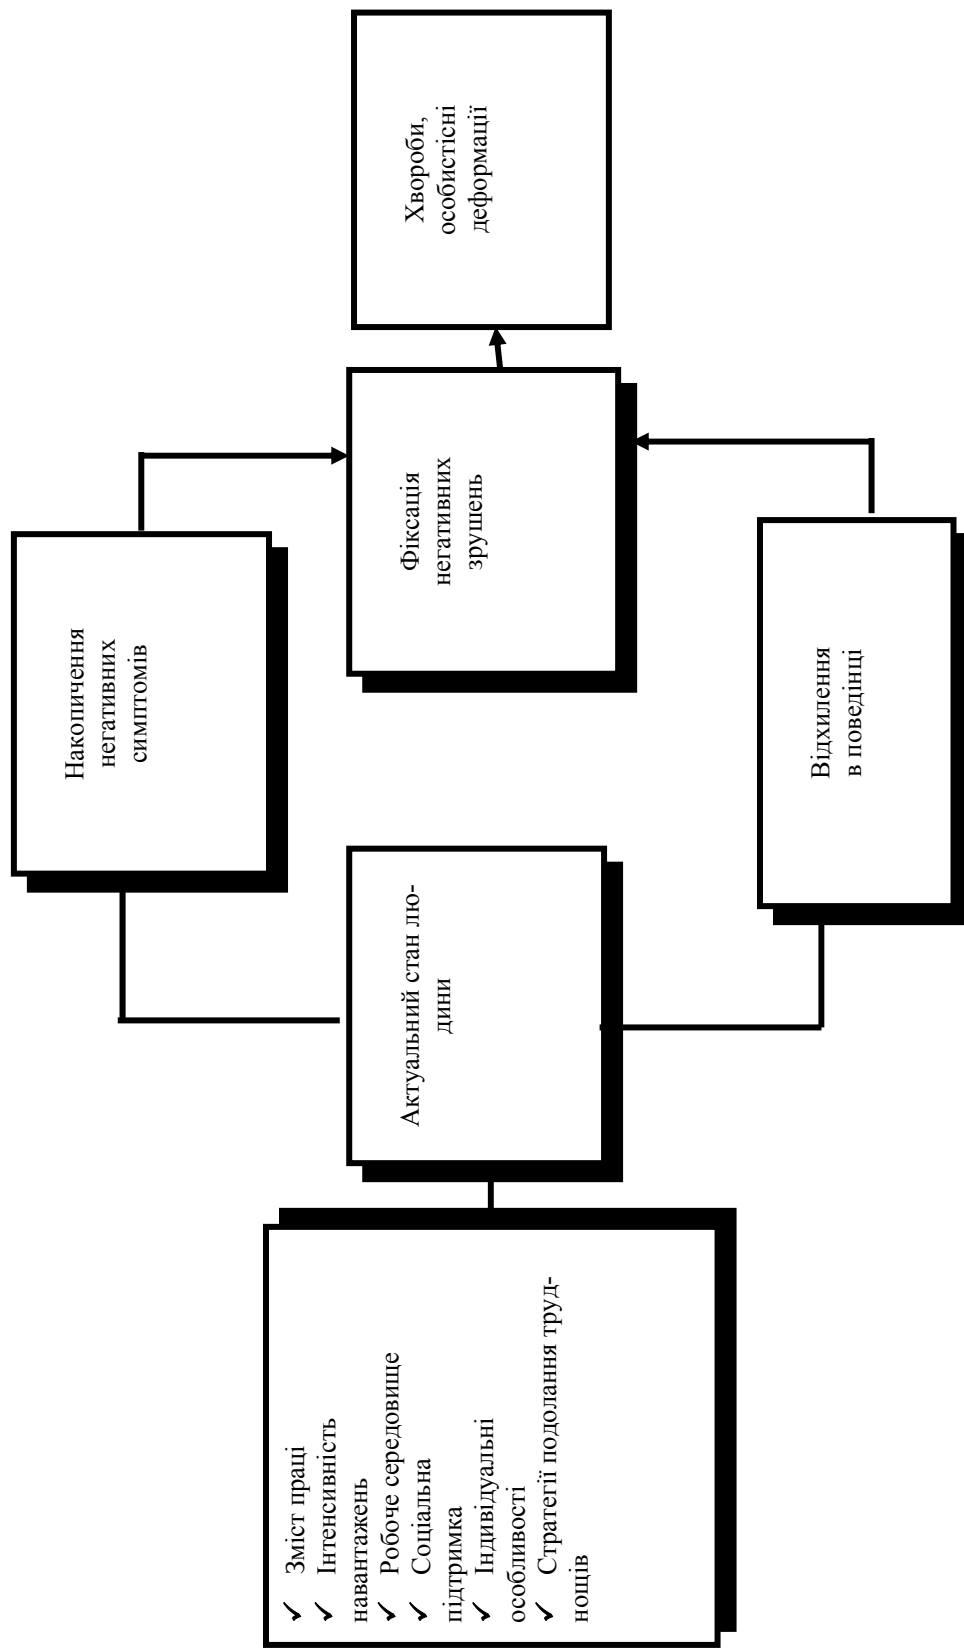 ✓ Зміст праці
✓ Інтенсивність
навантажень
✓ Робоче середовище
✓ Соціальна
підтримка
✓ Індивідуальні
особливості
✓ Стратегії подолання труд-
нощів
Актуальний стан лю-
дини
Накопичення
негативних
симптомів
Відхилення
в поведінці
Фіксація
негативних
зрушень
Хвороби,
особистісні
деформації